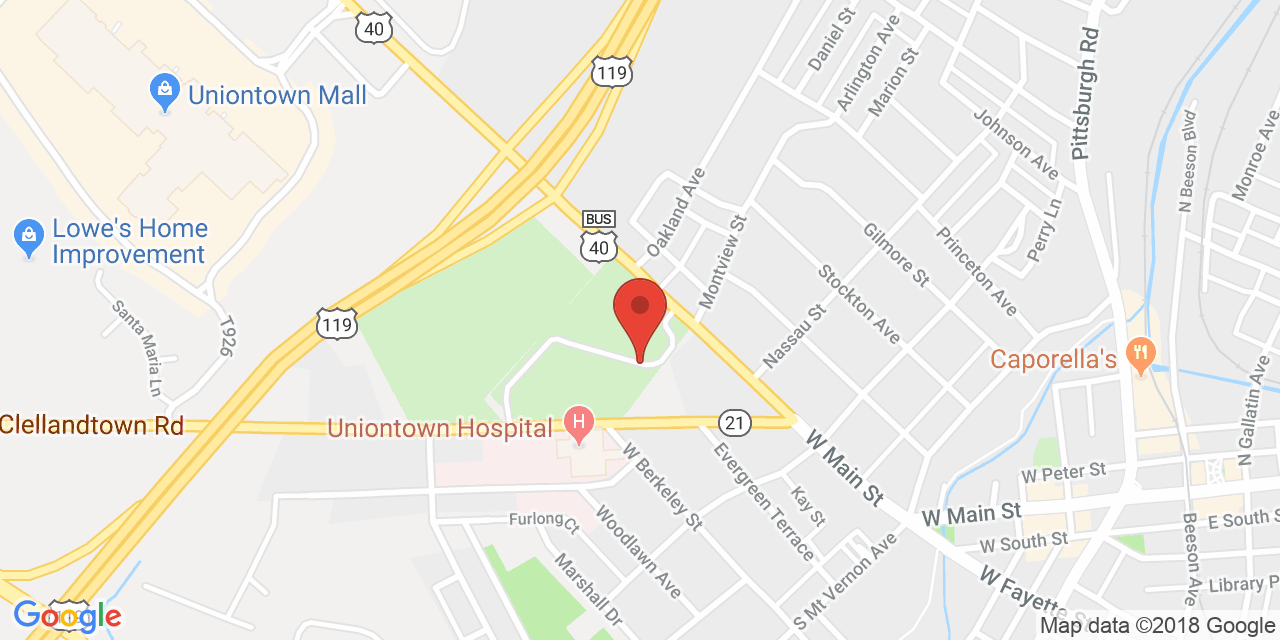 40
119
Daniel St
Arlington Ave
Marion St
Pittsburgh Rd
Uniontown Mall
Johnson Ave
N Beeson Blvd
Monroe Ave
Oakland Ave
BUS
40
Lowe's Home
Improvement
Montview St
Gilmore St
Princeton Ave
Perry Ln
119
Santa Maria Ln
T926
Stockton Ave
Nassau St
Caporella's
Clellandtown Rd
Uniontown Hospital
H
21
N Gallatin Ave
W Main St
W Berkeley St
Evergreen Terrace
Kay St
W Peter St
W Main St
Furlong Ct
Woodlawn Ave
Marshall Dr
S Mt Vernon Ave
W South St
E South S
Beeson Ave
Library P
W Fayette S
119
Google
Map data ©2018 Google